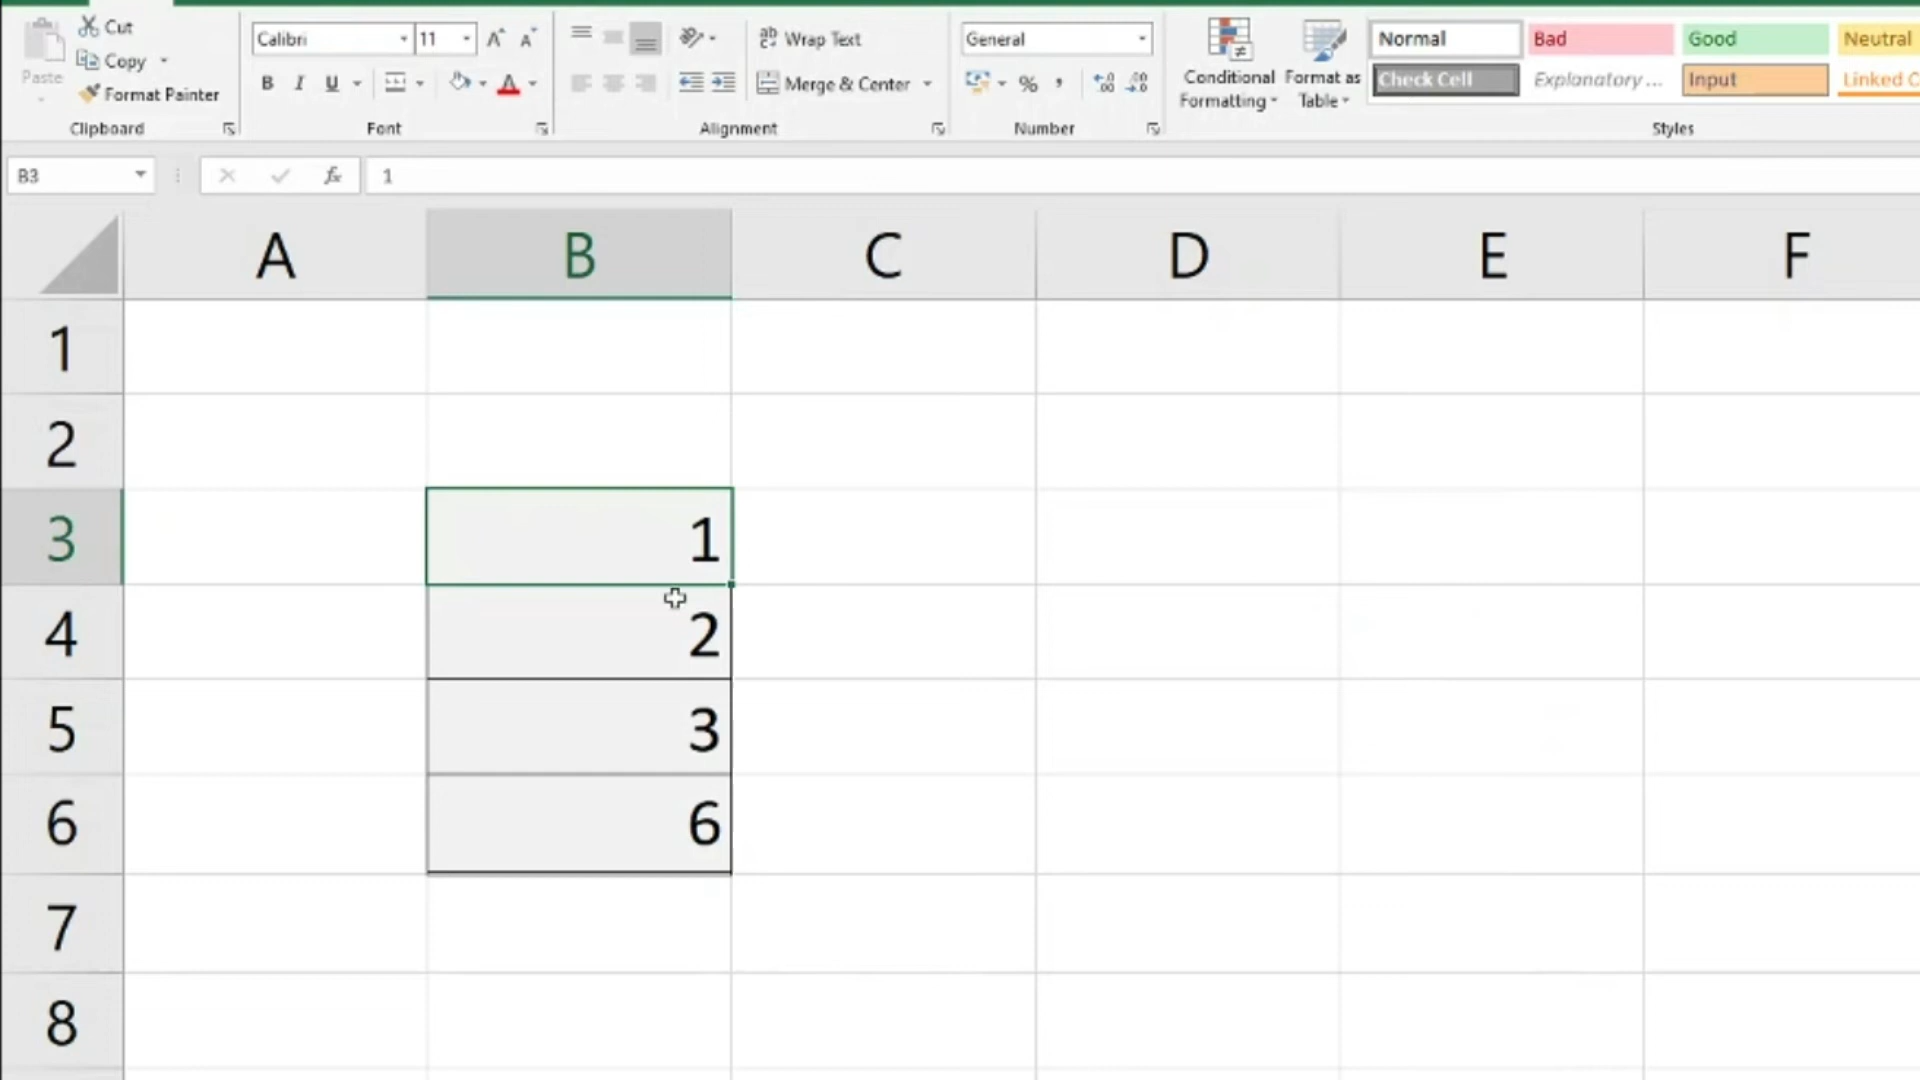 Cut
Copy
Paste
Format Painter
Clipboard
Calibri 11
B I U A
Font
ab Wrap Text
Merge & Center
Alignment
General
% ,
Number
Conditional Formatting
Format as Table
Normal Bad Good Neutral
Check Cell Explanatory ... Input Linked C
Styles
B3 fx 1
A B C D E F
1
2
3 1
4 2
5 3
6 6
7
8